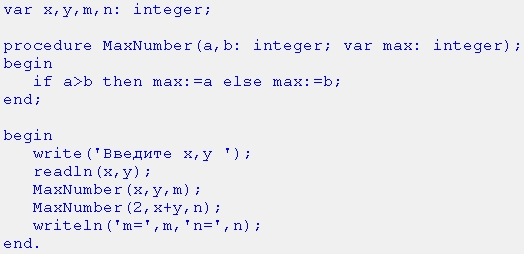 var x,y,m,n: integer;
procedure MaxNumber(a,b: integer; var max: integer);
begin
if a>b then max:=a else max:=b;
end;
begin
write('Введите x,y ');
readln(x,y);
MaxNumber(x,y,m);
MaxNumber(2,x+y,n);
writeln('m=',m,'n=',n);
end.